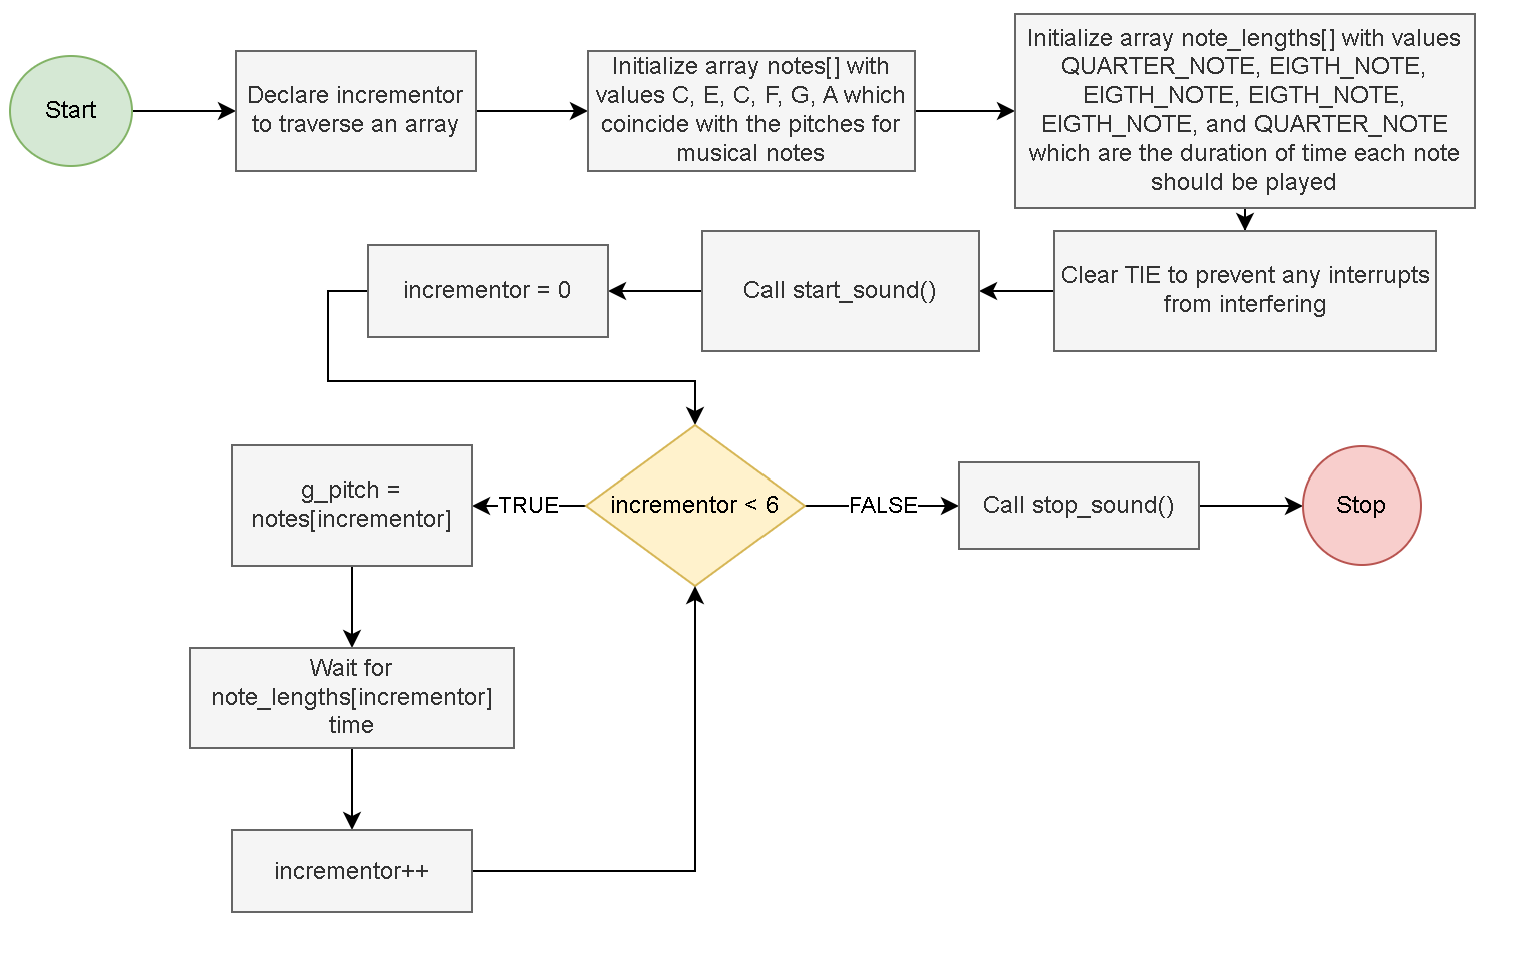 Start
Declare incrementor
to traverse an array
Initialize array notes[] with
values C, E, C, F, G, A which
coincide with the pitches for
musical notes
Initialize array note_lengths[] with values
QUARTER_NOTE, EIGTH_NOTE,
EIGTH_NOTE, EIGTH_NOTE,
EIGTH_NOTE, and QUARTER_NOTE
which are the duration of time each note
should be played
Clear TIE to prevent any interrupts
from interfering
Call start_sound()
incrementor = 0
incrementor < 6
TRUE
g_pitch =
notes[incrementor]
Wait for
note_lengths[incrementor]
time
incrementor++
FALSE
Call stop_sound()
Stop